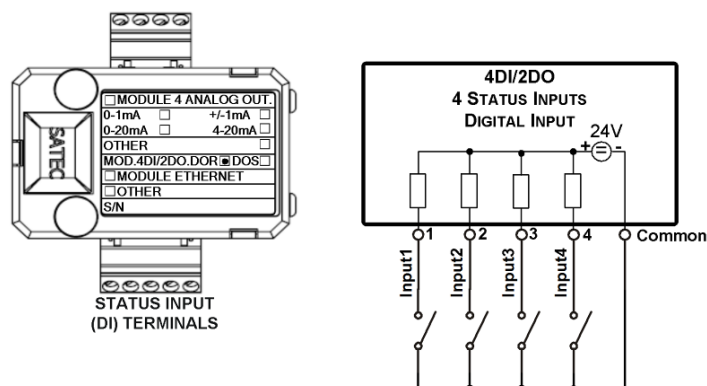 SATEC
MODULE 4 ANALOG OUT.
0-1mA +/-1mA
0-20mA 4-20mA
OTHER
MOD.4DI/2DO.DOR DOS
MODULE ETHERNET
OTHER
S/N
STATUS INPUT
(DI) TERMINALS
4DI/2DO
4 STATUS INPUTS
DIGITAL INPUT
24V
+ -
1 2 3 4 Common
Input1 Input2 Input3 Input4